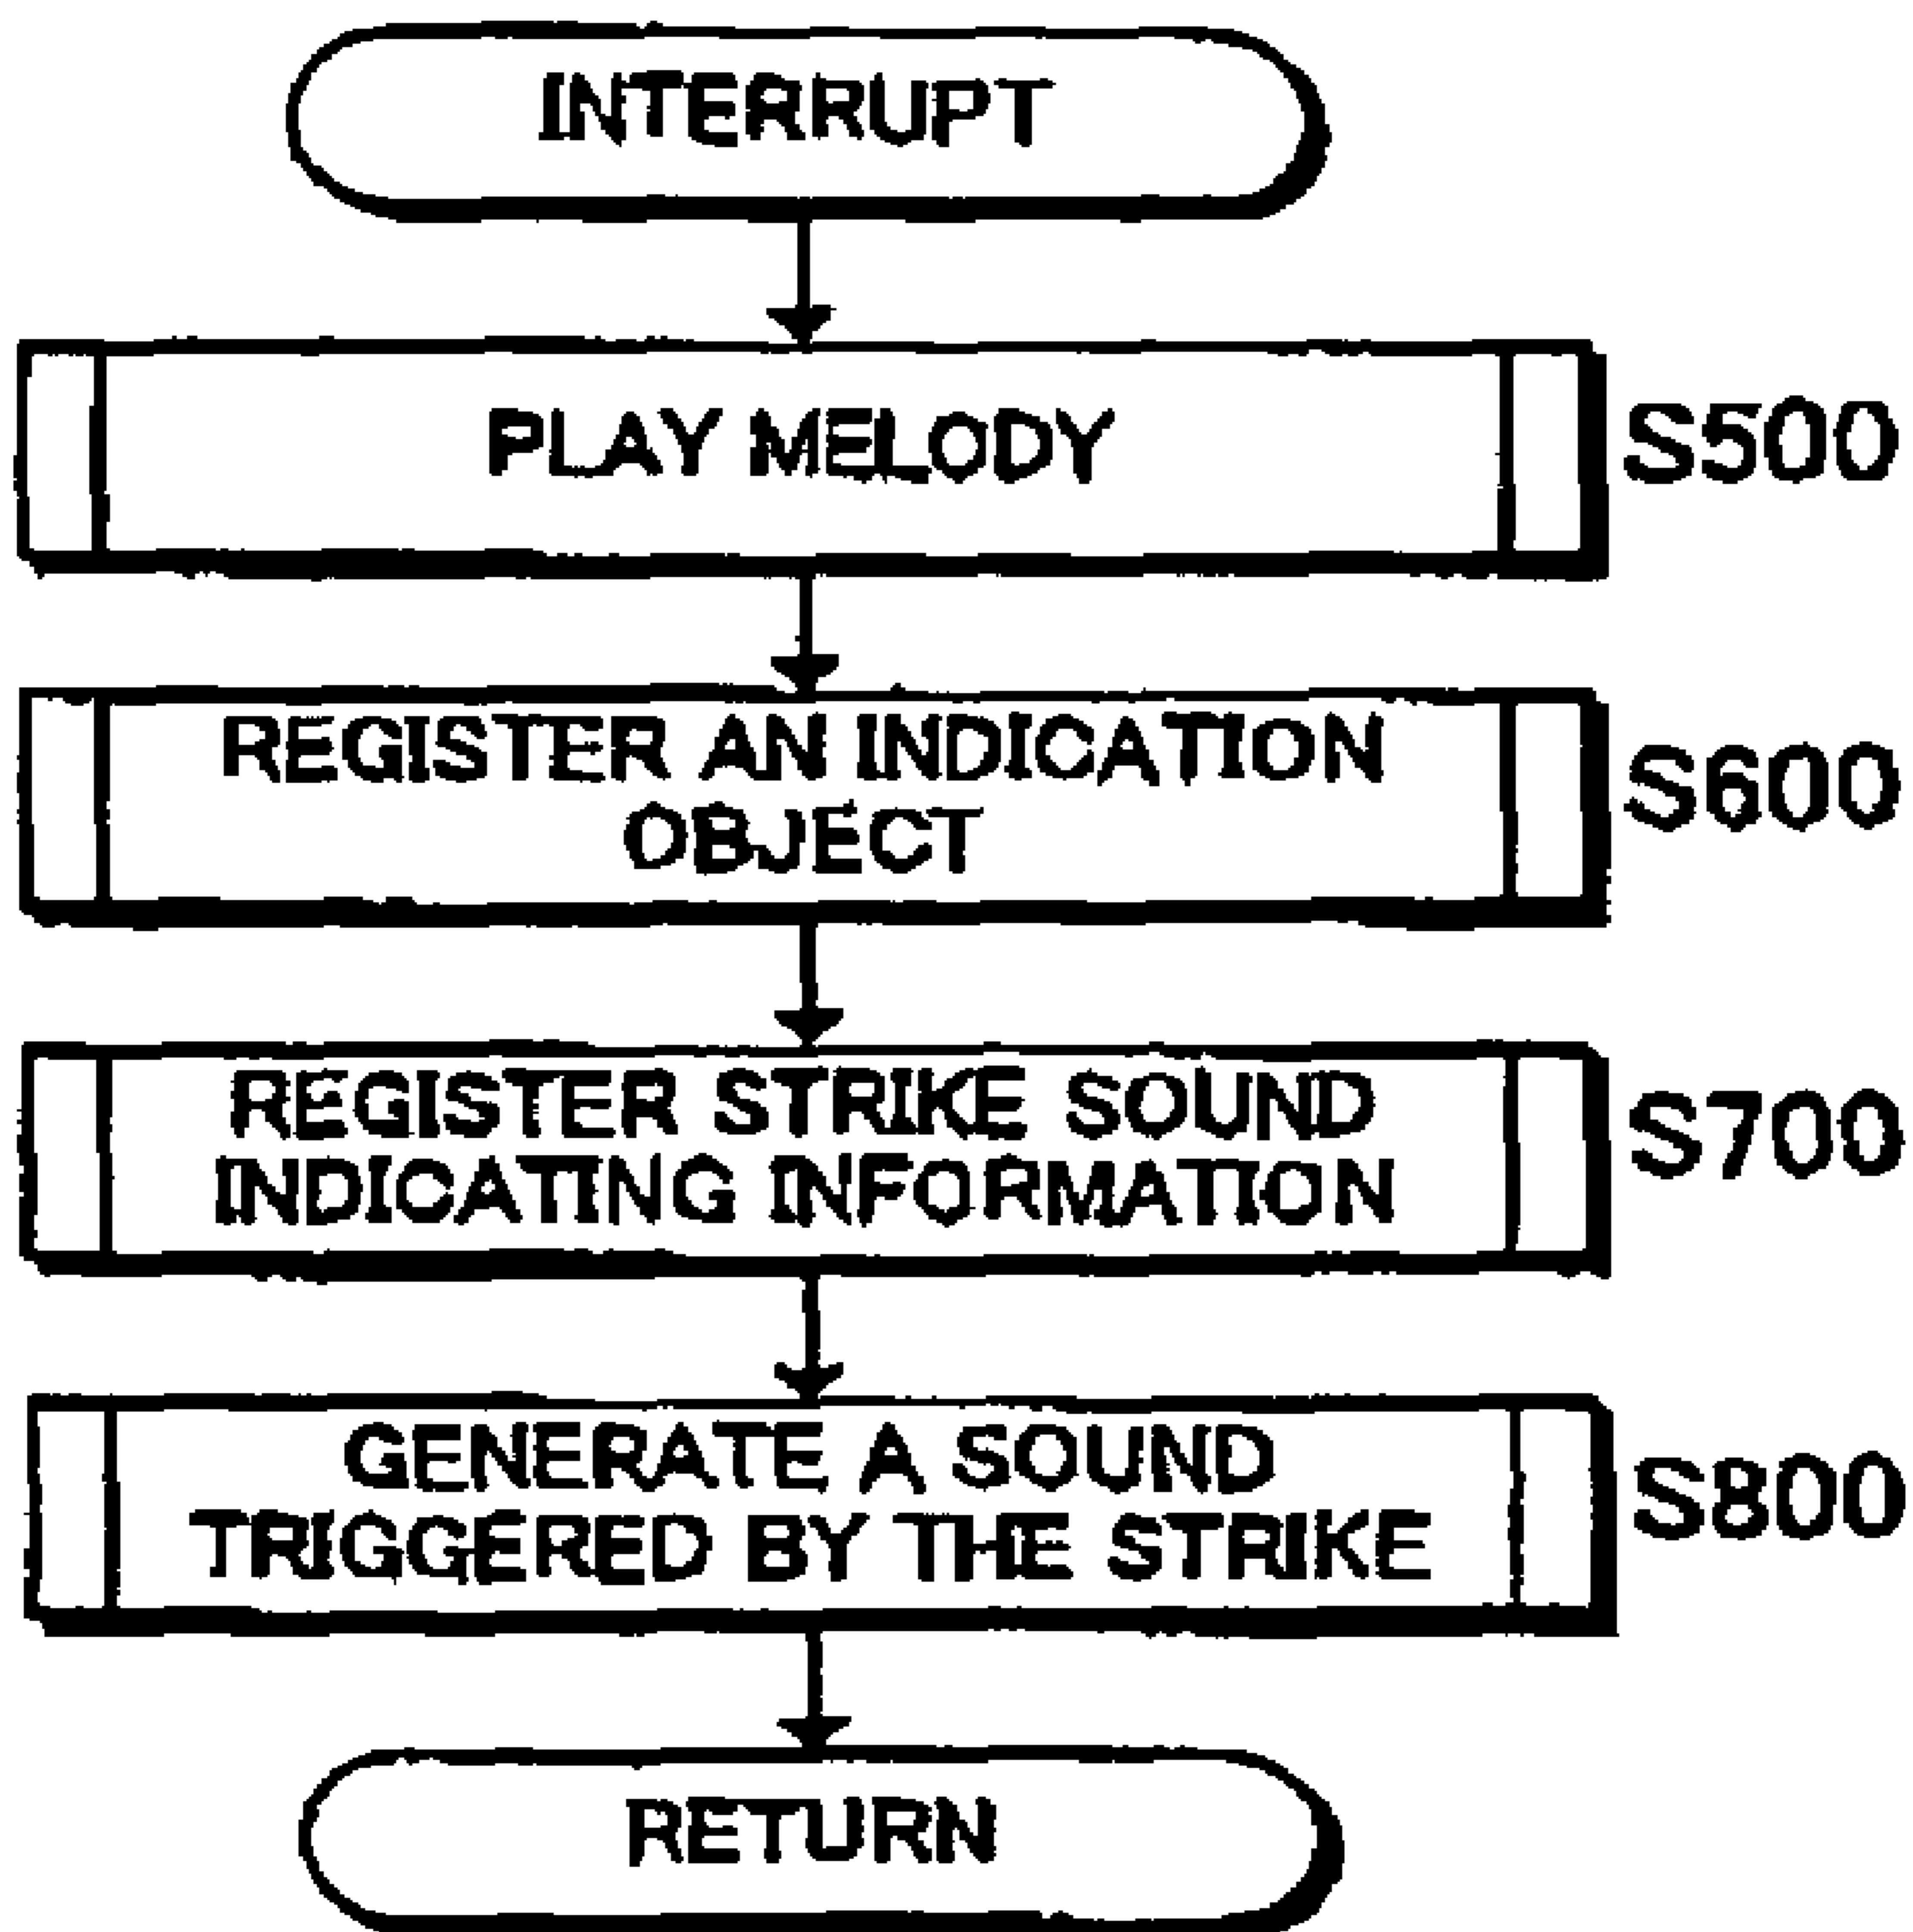 INTERRUPT
PLAY MELODY
S500
REGISTER AN INDICATION
OBJECT
S600
REGISTER STRIKE SOUND
INDICATING INFORMATION
S700
GENERATE A SOUND
TRIGGERED BY THE STRIKE
S800
RETURN